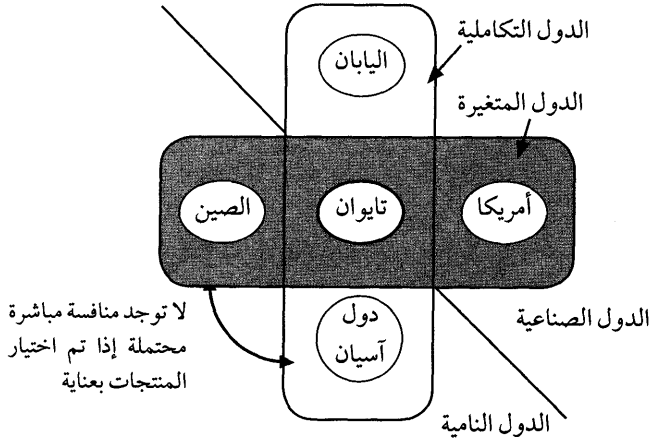 الدول التكاملية
اليابان
الدول المتغيرة
أمريكا
تايوان
الصين
لا توجد منافسة مباشرة
محتملة إذا تم اختيار
المنتجات بعناية
دول
آسيان
الدول الصناعية
الدول النامية